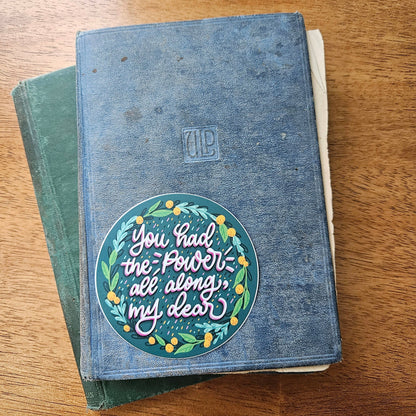 You had
the power
all along,
my dear